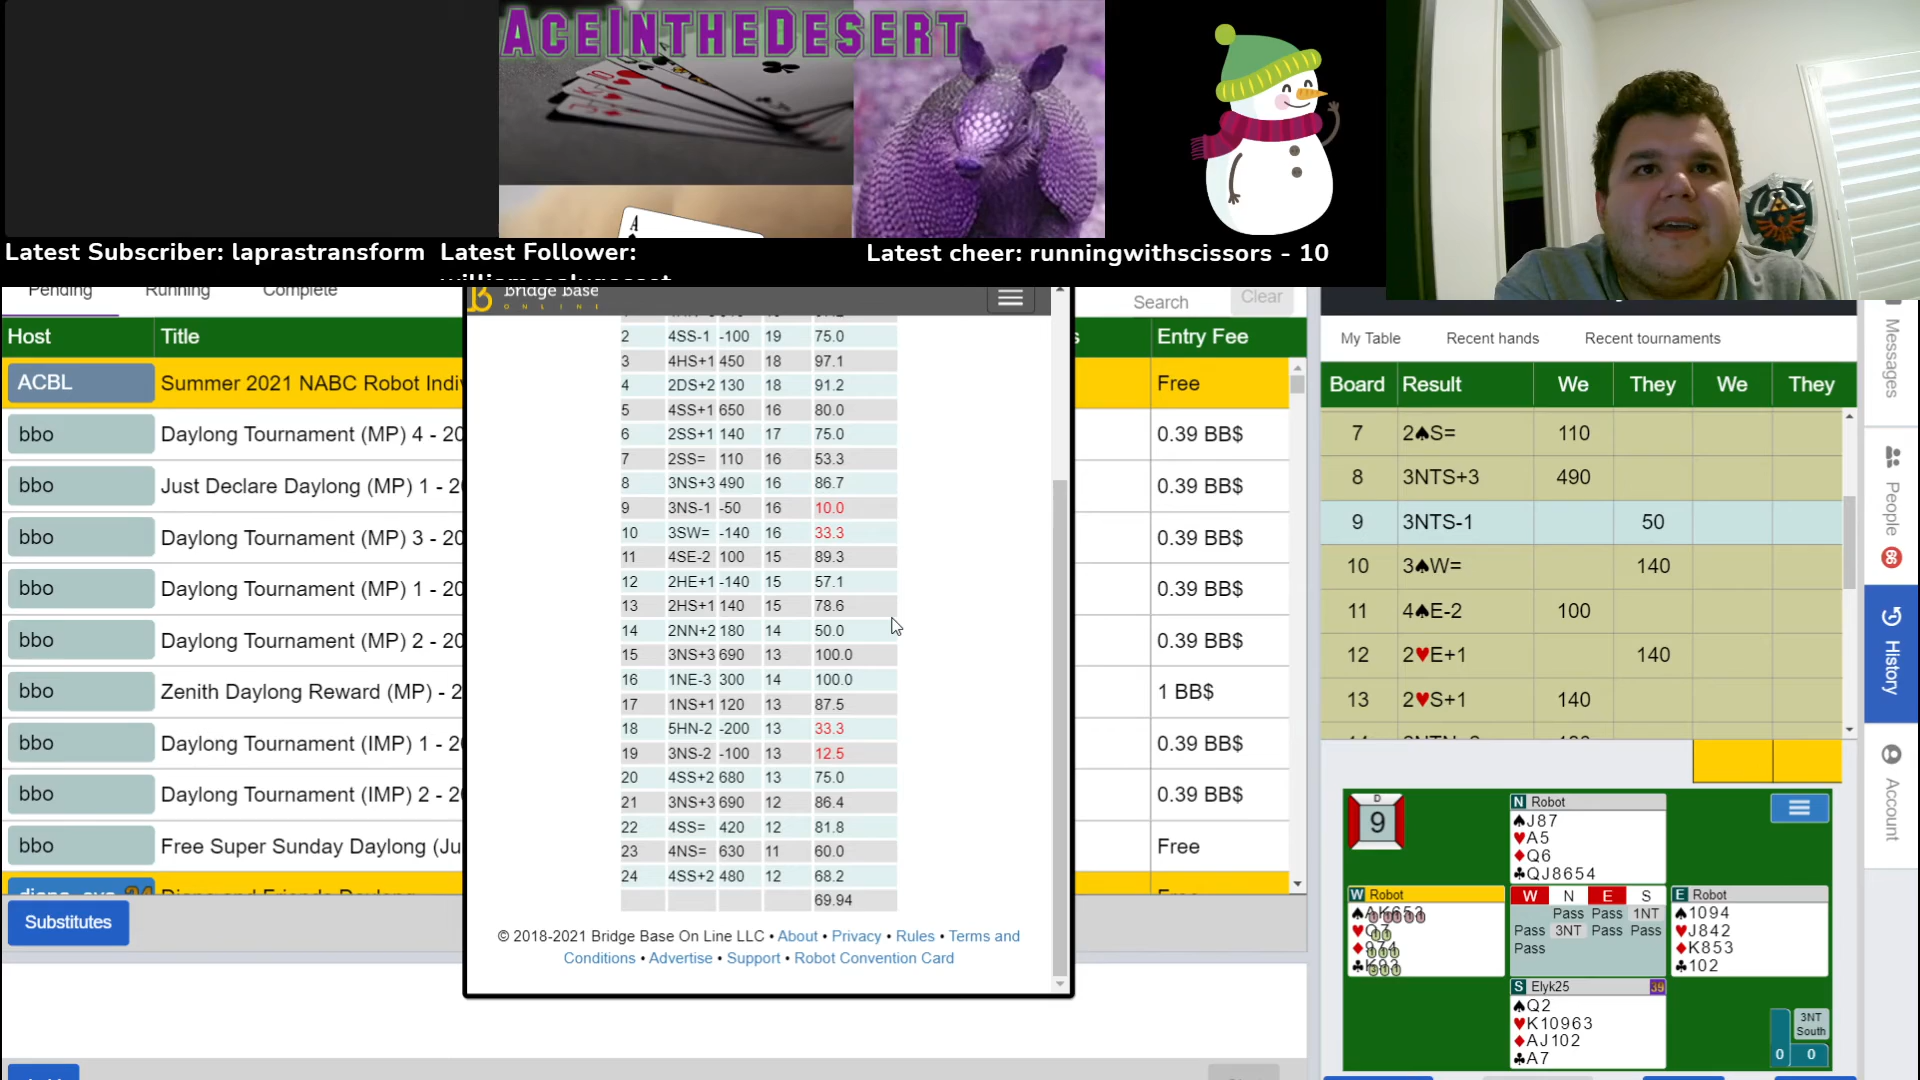 AceInTheDesert
Latest Subscriber: laprastransform
Latest Follower:
Latest cheer: runningwithscissors - 10
Pending Running Complete
Search Clear
Host Title Entry Fee
ACBL Summer 2021 NABC Robot Indiv Free
bbo Daylong Tournament (MP) 4 - 20 0.39 BB$
bbo Just Declare Daylong (MP) 1 - 20 0.39 BB$
bbo Daylong Tournament (MP) 3 - 20 0.39 BB$
bbo Daylong Tournament (MP) 1 - 20 0.39 BB$
bbo Daylong Tournament (MP) 2 - 20 0.39 BB$
bbo Zenith Daylong Reward (MP) - 2 1 BB$
bbo Daylong Tournament (IMP) 1 - 2 0.39 BB$
bbo Daylong Tournament (IMP) 2 - 2 0.39 BB$
bbo Free Super Sunday Daylong (Ju Free
Substitutes
bridge base
ONLINE
2 4SS-1 -100 19 75.0
3 4HS+1 450 18 97.1
4 2DS+2 130 18 91.2
5 4SS+1 650 16 80.0
6 2SS+1 140 17 75.0
7 2SS= 110 16 53.3
8 3NS+3 490 16 86.7
9 3NS-1 -50 16 10.0
10 3SW= -140 16 33.3
11 4SE-2 100 15 89.3
12 2HE+1 -140 15 57.1
13 2HS+1 140 15 78.6
14 2NN+2 180 14 50.0
15 3NS+3 690 13 100.0
16 1NE-3 300 14 100.0
17 1NS+1 120 13 87.5
18 5HN-2 -200 13 33.3
19 3NS-2 -100 13 12.5
20 4SS+2 680 13 75.0
21 3NS+3 690 12 86.4
22 4SS= 420 12 81.8
23 4NS= 630 11 60.0
24 4SS+2 480 12 68.2
69.94
© 2018-2021 Bridge Base On Line LLC • About • Privacy • Rules • Terms and
Conditions • Advertise • Support • Robot Convention Card
My Table Recent hands Recent tournaments
Board Result We They We They
7 2♠S= 110
8 3NTS+3 490
9 3NTS-1 50
10 3♠W= 140
11 4♠E-2 100
12 2♥E+1 140
13 2♥S+1 140
D
9
N Robot
♠J87
♥A5
♦Q6
♣QJ8654
W Robot
♠AK653
♥Q7
♦974
♣K93
W N E S
Pass Pass 1NT
Pass 3NT Pass Pass
Pass
E Robot
♠1094
♥J842
♦K853
♣102
S Elyk25 39
♠Q2
♥K10963
♦AJ102
♣A7
3NT
South
0 0
Messages
People 66
History
Account